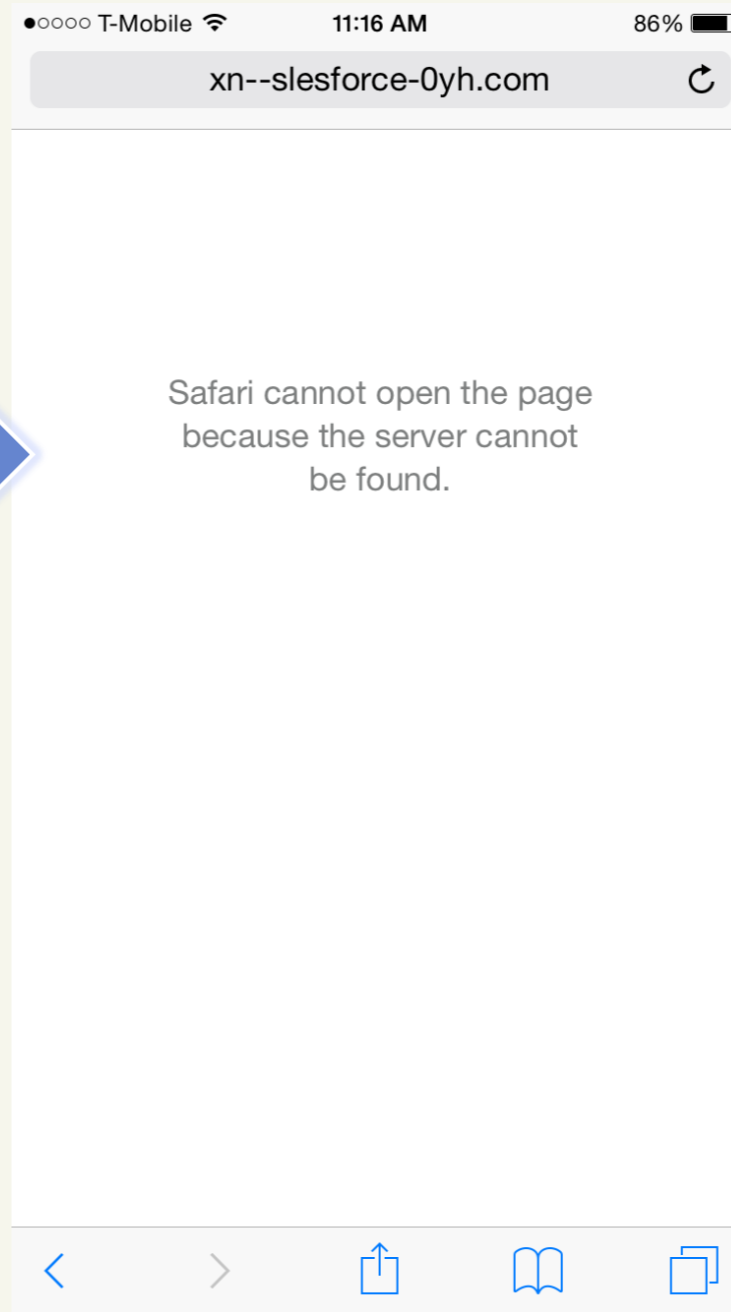 T-Mobile 11:16 AM 86%
xn--slesforce-0yh.com
Safari cannot open the page
because the server cannot
be found.